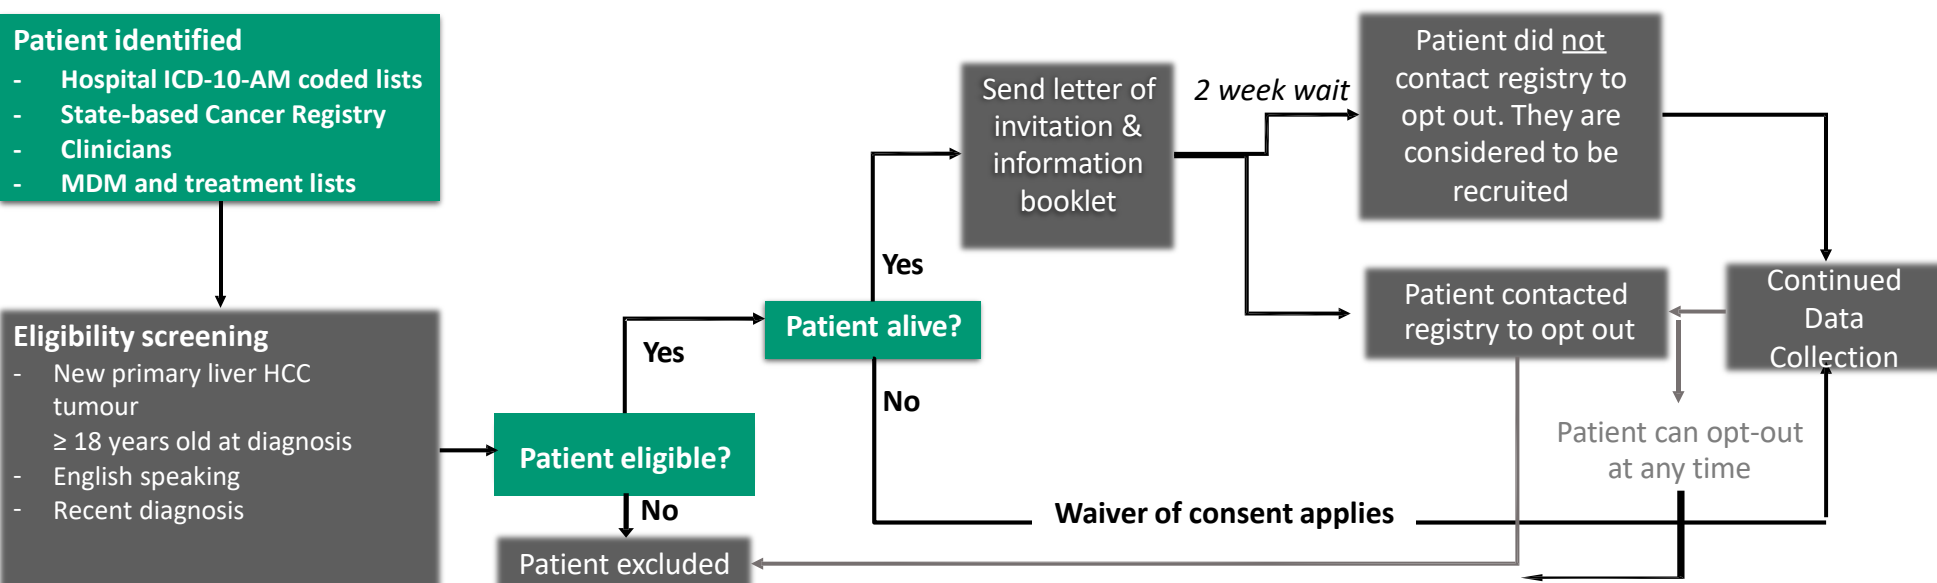 Patient identified
- Hospital ICD-10-AM coded lists
- State-based Cancer Registry
- Clinicians
- MDM and treatment lists
Eligibility screening
- New primary liver HCC
tumour
≥ 18 years old at diagnosis
- English speaking
- Recent diagnosis
Patient eligible?
Yes
No
Patient excluded
Patient alive?
Yes
No
Send letter of
invitation &
information
booklet
2 week wait
Patient did not
contact registry to
opt out. They are
considered to be
recruited
Patient contacted
registry to opt out
Continued
Data
Collection
Patient can opt-out
at any time
Waiver of consent applies